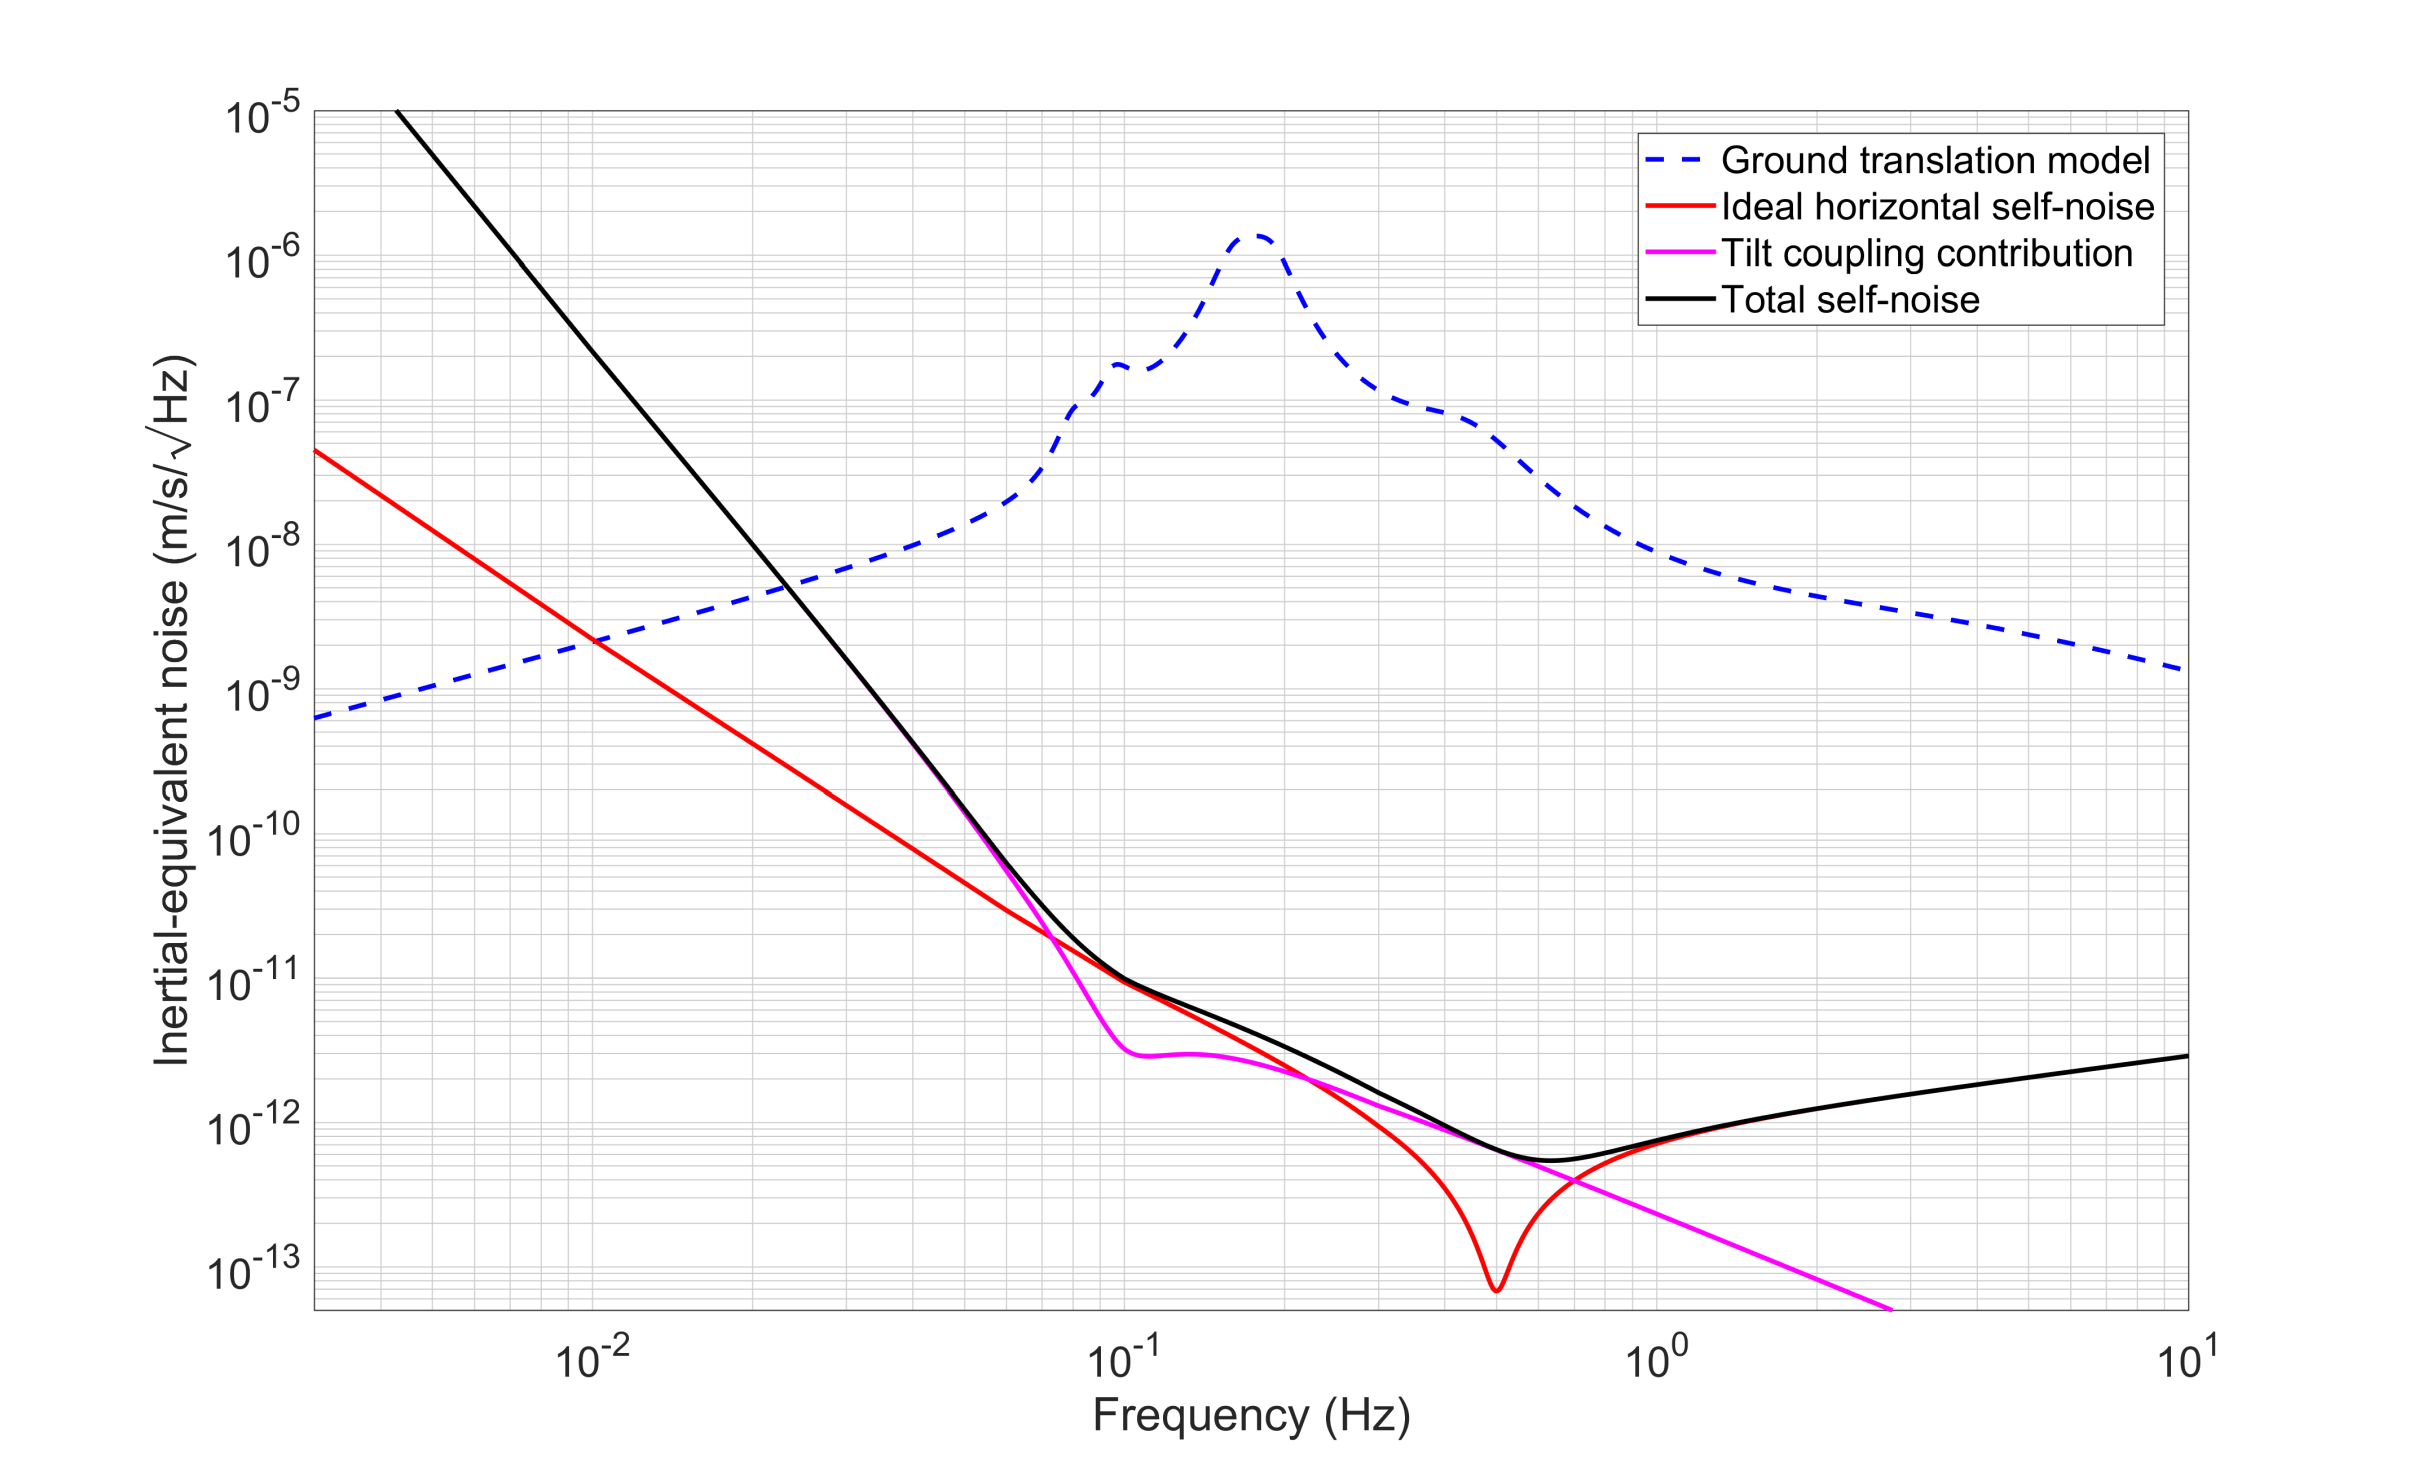 10^-5
10^-6
10^-7
10^-8
10^-9
10^-10
10^-11
10^-12
10^-13
Inertial-equivalent noise (m/s/√Hz)
Ground translation model
Ideal horizontal self-noise
Tilt coupling contribution
Total self-noise
10^-2
10^-1
10^0
10^1
Frequency (Hz)